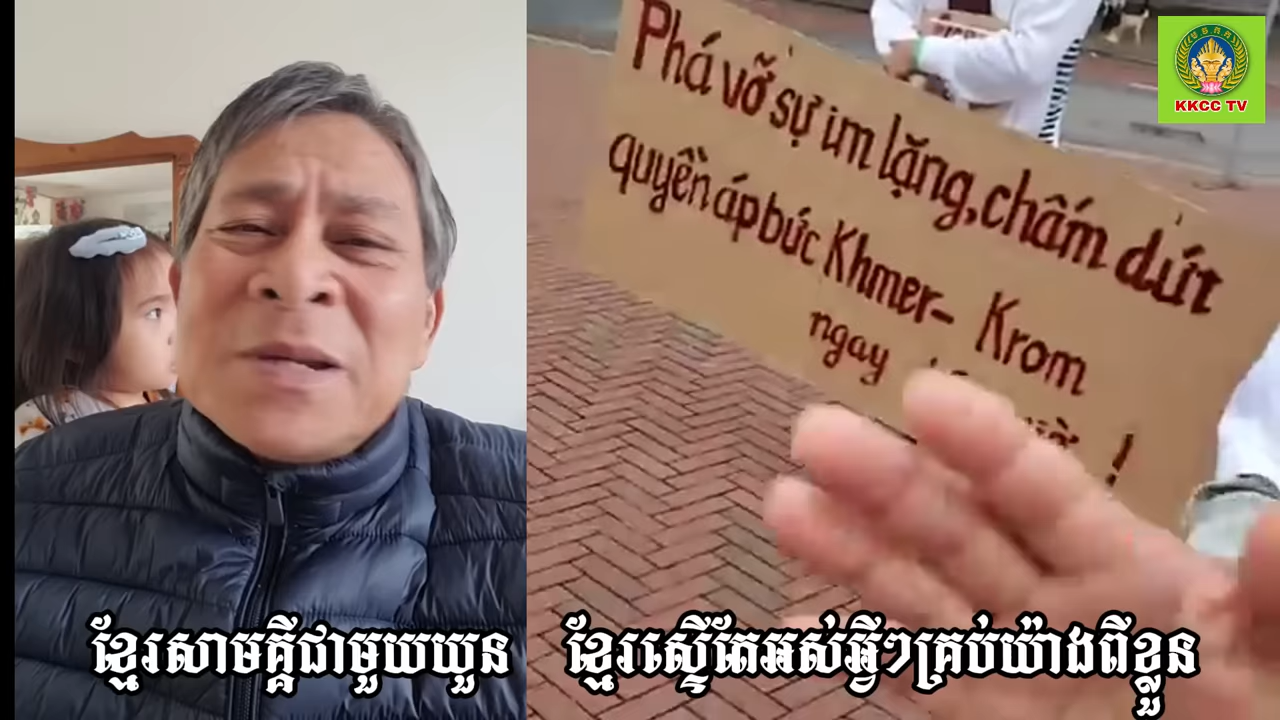 KKCC TV
Phá vỡ sự im lặng, chấm dứt
quyền áp bức Khmer- Krom
ngay
!
ខ្មែរសាមគ្គីជាមួយយួន
ខ្មែរស្ទើតែអស់អ្វីៗគ្រប់យ៉ាងពីខ្លួន